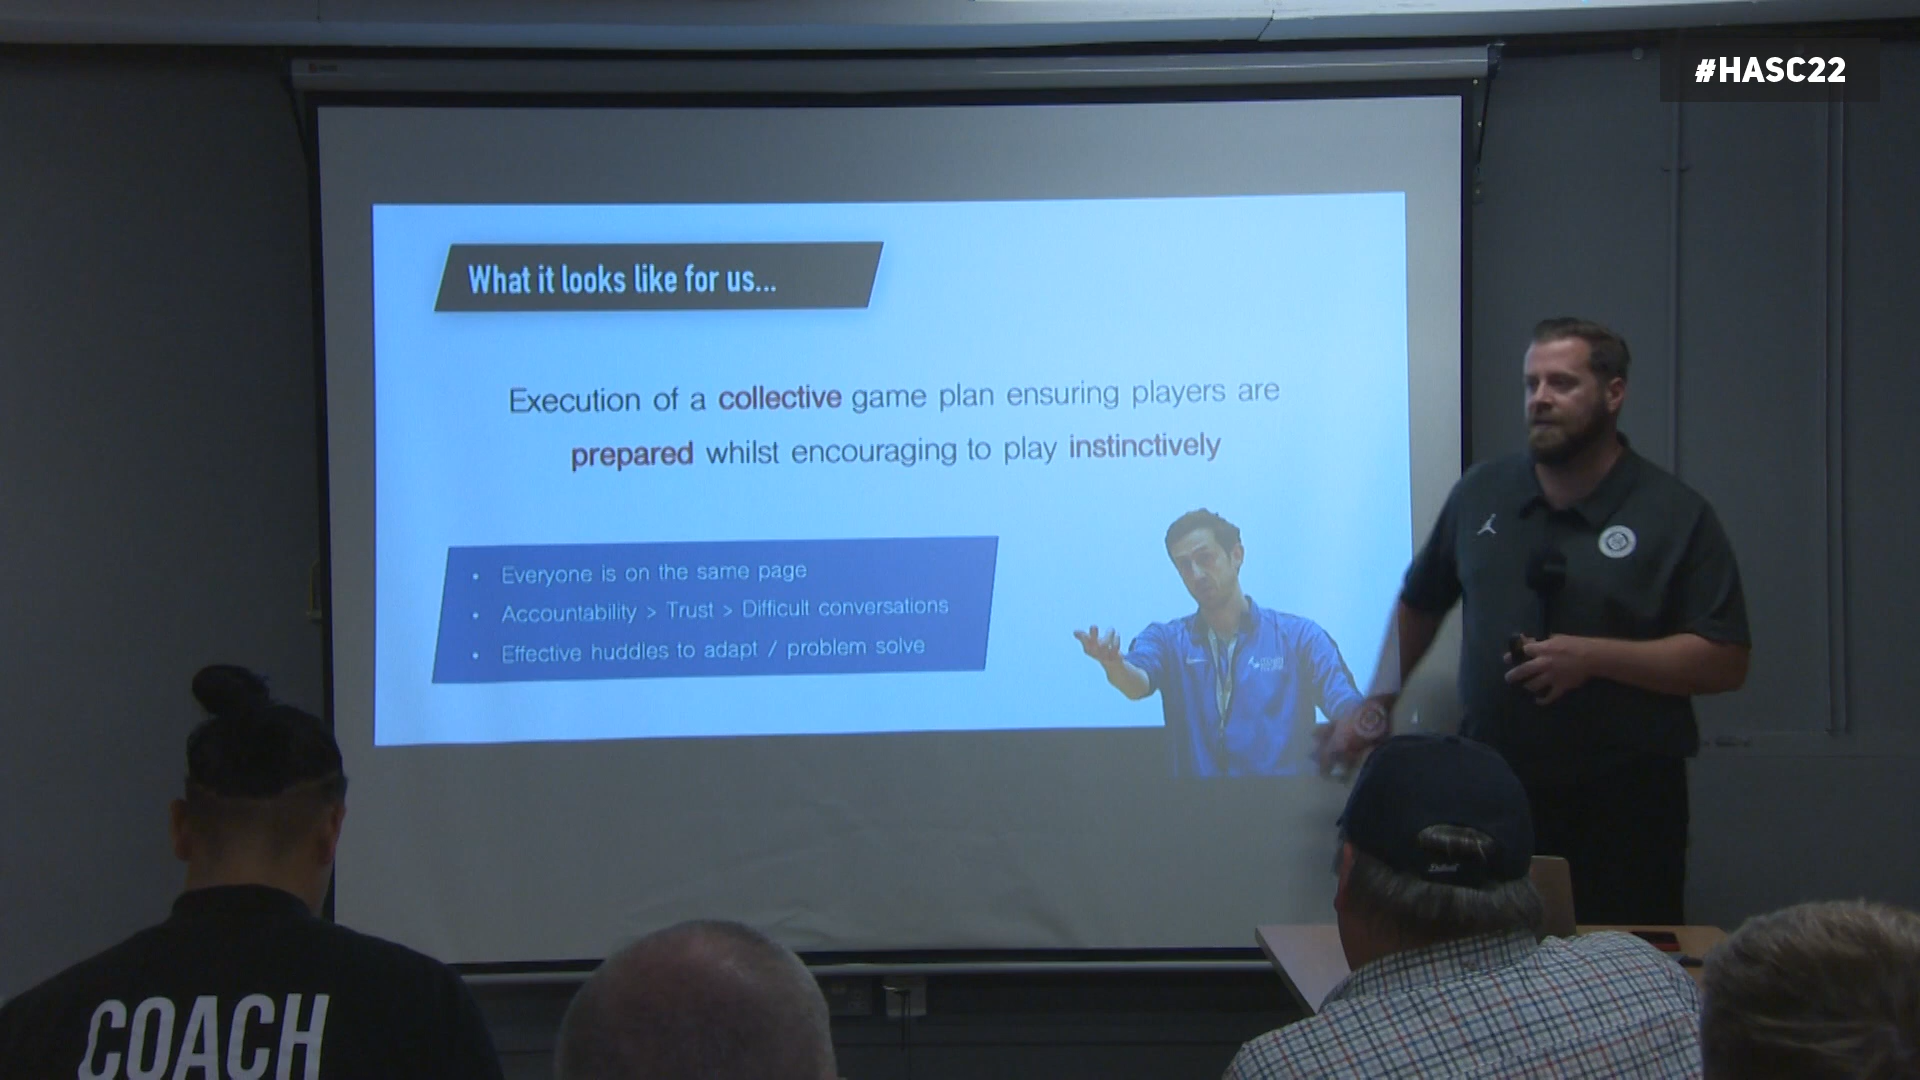 #HASC22
What it looks like for us...
Execution of a collective game plan ensuring players are
prepared whilst encouraging to play instinctively
• Everyone is on the same page
• Accountability > Trust > Difficult conversations
• Effective huddles to adapt / problem solve
COACH